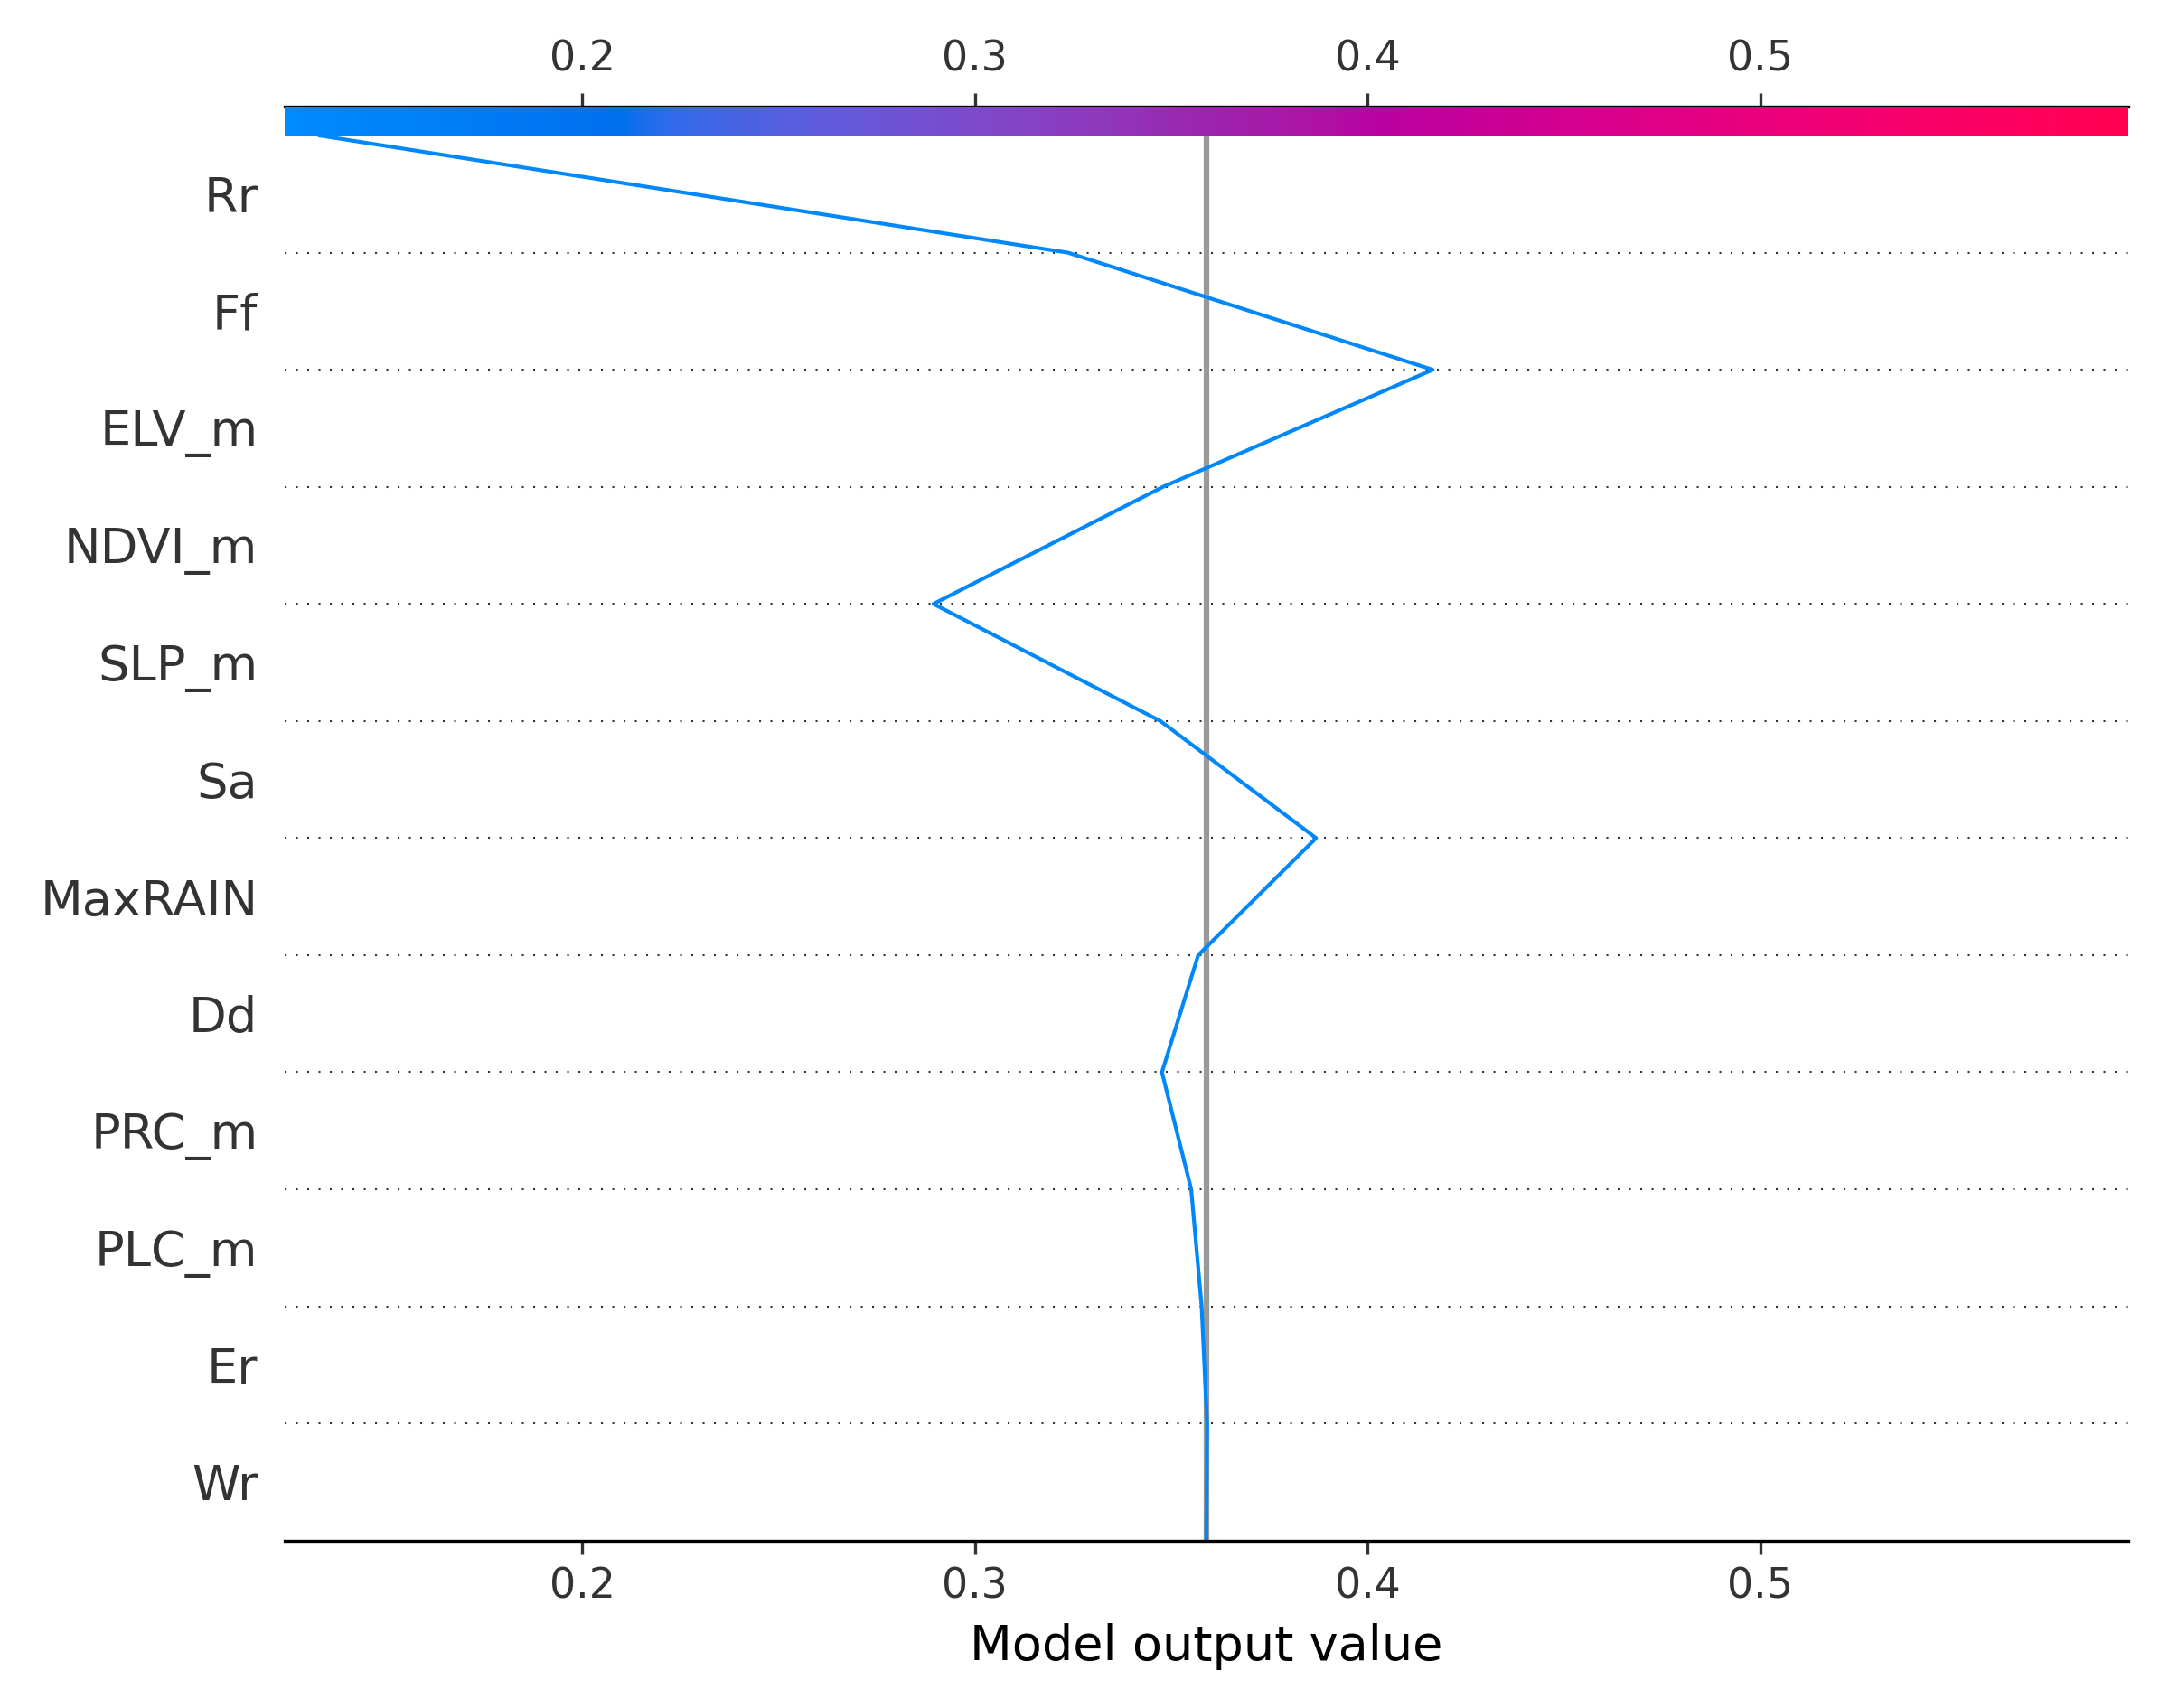 0.2 0.3 0.4 0.5
Rr
Ff
ELV_m
NDVI_m
SLP_m
Sa
MaxRAIN
Dd
PRC_m
PLC_m
Er
Wr
0.2 0.3 0.4 0.5
Model output value